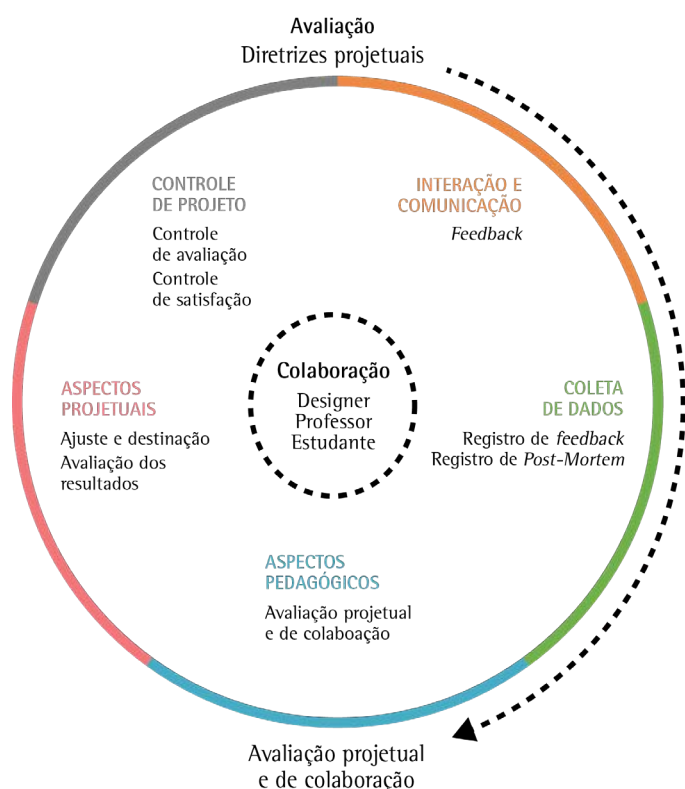 Avaliação
Diretrizes projetuais
CONTROLE
DE PROJETO
Controle
de avaliação
Controle
de satisfação
INTERAÇÃO E
COMUNICAÇÃO
Feedback
Colaboração
Designer
Professor
Estudante
ASPECTOS
PROJETUAIS
Ajuste e destinação
Avaliação dos
resultados
COLETA
DE DADOS
Registro de feedback
Registro de Post-Mortem
ASPECTOS
PEDAGÓGICOS
Avaliação projetual
e de colaboação
Avaliação projetual
e de colaboração